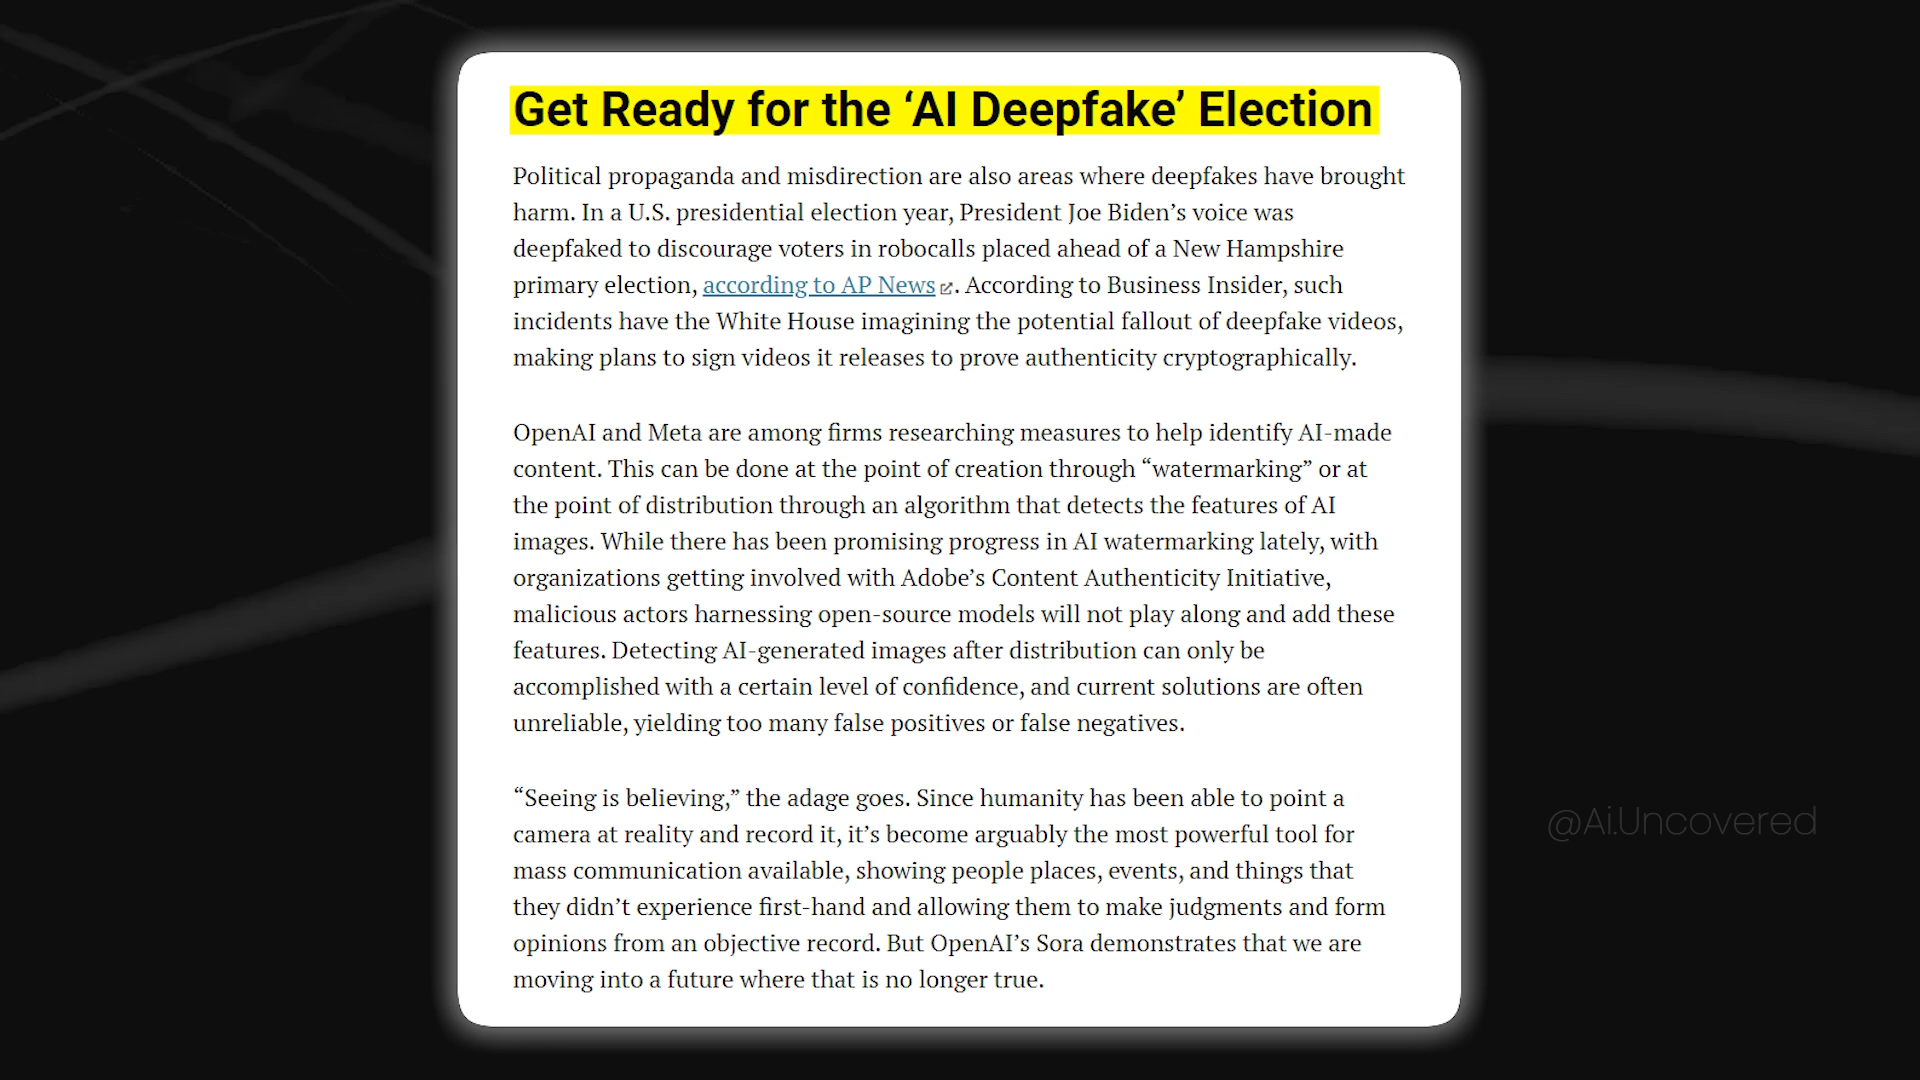 Get Ready for the ‘AI Deepfake’ Election
Political propaganda and misdirection are also areas where deepfakes have brought
harm. In a U.S. presidential election year, President Joe Biden’s voice was
deepfaked to discourage voters in robocalls placed ahead of a New Hampshire
primary election, according to AP News. According to Business Insider, such
incidents have the White House imagining the potential fallout of deepfake videos,
making plans to sign videos it releases to prove authenticity cryptographically.
OpenAI and Meta are among firms researching measures to help identify AI-made
content. This can be done at the point of creation through “watermarking” or at
the point of distribution through an algorithm that detects the features of AI
images. While there has been promising progress in AI watermarking lately, with
organizations getting involved with Adobe’s Content Authenticity Initiative,
malicious actors harnessing open-source models will not play along and add these
features. Detecting AI-generated images after distribution can only be
accomplished with a certain level of confidence, and current solutions are often
unreliable, yielding too many false positives or false negatives.
“Seeing is believing,” the adage goes. Since humanity has been able to point a
camera at reality and record it, it’s become arguably the most powerful tool for
mass communication available, showing people places, events, and things that
they didn’t experience first-hand and allowing them to make judgments and form
opinions from an objective record. But OpenAI’s Sora demonstrates that we are
moving into a future where that is no longer true.
@Ai.Uncovered